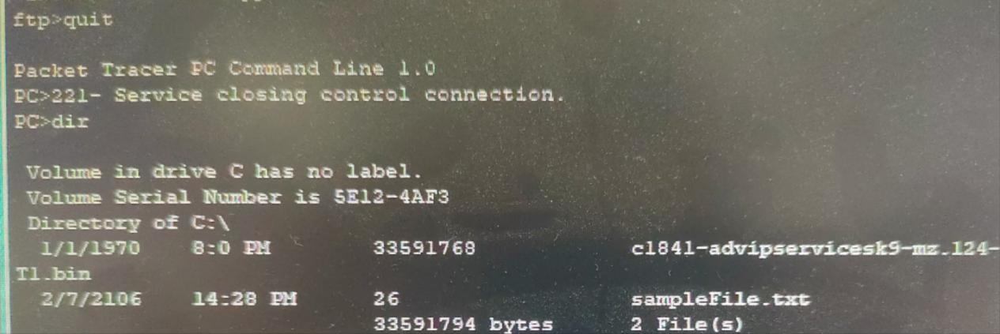 ftp>quit
Packet Tracer PC Command Line 1.0
PC>221- Service closing control connection.
PC>dir
Volume in drive C has no label.
Volume Serial Number is 5E12-4AF3
Directory of C:\
1/1/1970 8:0 PM 33591768 c1841-advipservicesk9-mz.124-
T1.bin
2/7/2106 14:28 PM 26 sampleFile.txt
33591794 bytes 2 File(s)